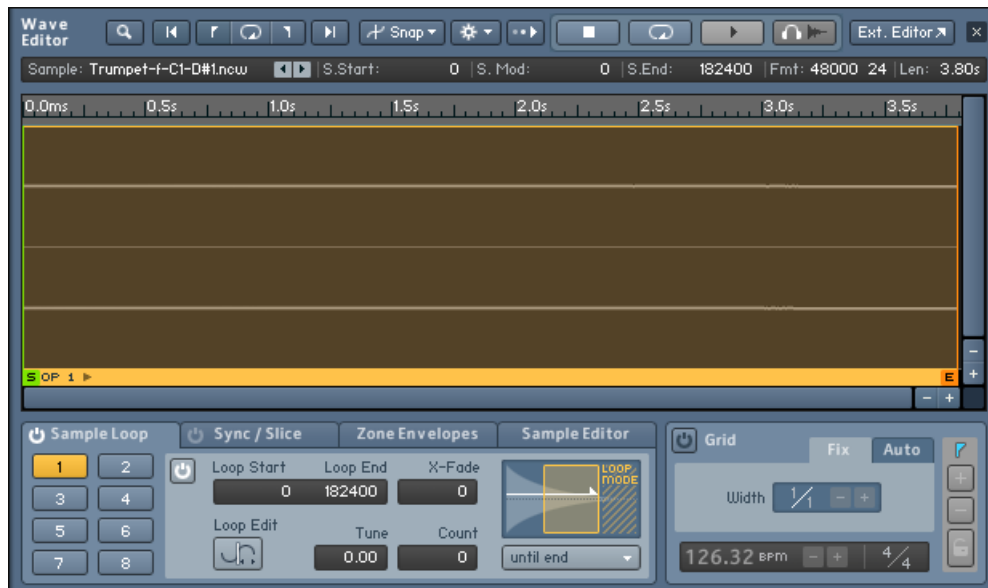 Wave Editor Snap Ext. Editor ×
Sample: Trumpet-f-C1-D#1.ncw S.Start: 0 S. Mod: 0 S.End: 182400 Fmt: 48000 24 Len: 3.80s
0.0ms 0.5s 1.0s 1.5s 2.0s 2.5s 3.0s 3.5s
S OP 1 E
- +
- +
Sample Loop Sync / Slice Zone Envelopes Sample Editor
1 2
3 4
5 6
7 8
Loop Start Loop End X-Fade
0 182400 0
Loop Edit Tune Count
0.00 0
LOOP MODE
until end
Grid Fix Auto
Width 1/1 - +
126.32 BPM - + 4/4
+
-